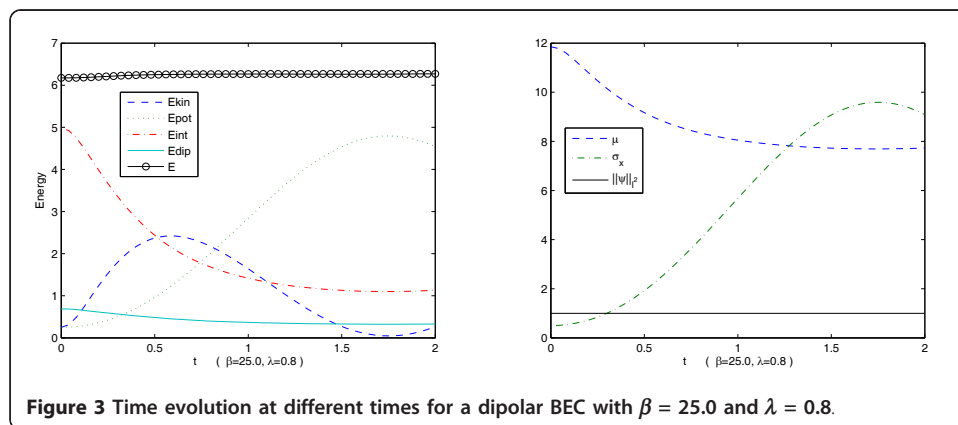 7
6
5
4
3
2
1
0
Energy
Ekin
Epot
Eint
Edip
E
0 0.5 1 1.5 2
t ( β=25.0, λ=0.8 )
12
10
8
6
4
2
0
μ
σx
||ψ||l²
0 0.5 1 1.5 2
t ( β=25.0, λ=0.8 )
Figure 3 Time evolution at different times for a dipolar BEC with β = 25.0 and λ = 0.8.